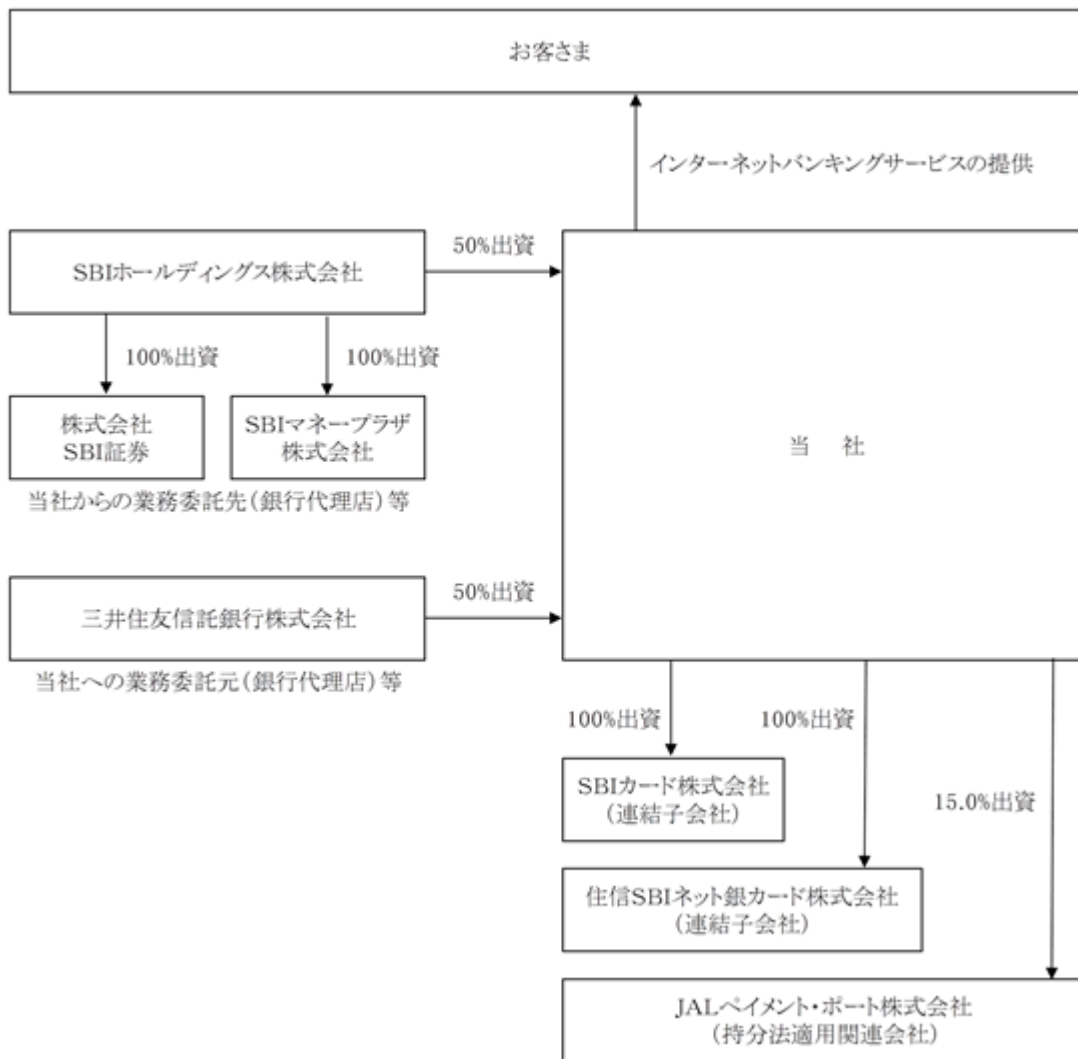 お客さま
インターネットバンキングサービスの提供
SBIホールディングス株式会社
50%出資
100%出資
100%出資
株式会社
SBI証券
SBIマネープラザ
株式会社
当社からの業務委託先(銀行代理店)等
当 社
三井住友信託銀行株式会社
50%出資
当社への業務委託元(銀行代理店)等
100%出資
100%出資
15.0%出資
SBIカード株式会社
(連結子会社)
住信SBIネット銀カード株式会社
(連結子会社)
JALペイメント・ポート株式会社
(持分法適用関連会社)